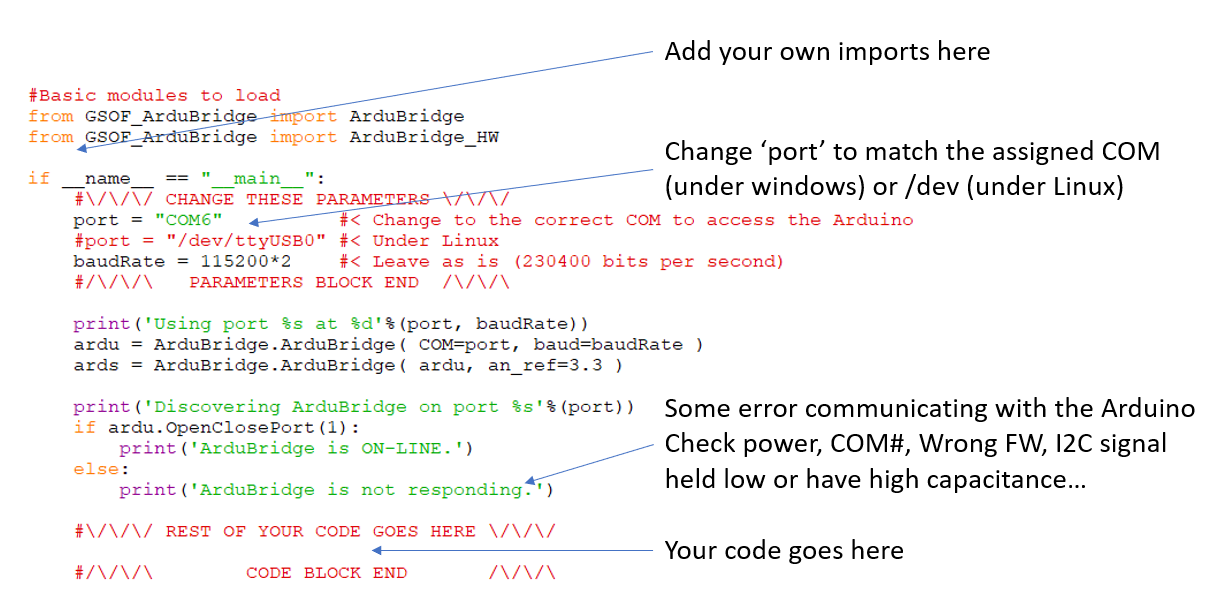 Add your own imports here
#Basic modules to load
from GSOF_ArduBridge import ArduBridge
from GSOF_ArduBridge import ArduBridge_HW
Change ‘port’ to match the assigned COM
(under windows) or /dev (under Linux)
if __name__ == "__main__":
    #\/\/\/ CHANGE THESE PARAMETERS \/\/\/
    port = "COM6"          #< Change to the correct COM to access the Arduino
    #port = "/dev/ttyUSB0" #< Under Linux
    baudRate = 115200*2    #< Leave as is (230400 bits per second)
    #/\/\/\   PARAMETERS BLOCK END  /\/\/\
    print('Using port %s at %d'%(port, baudRate))
    ardu = ArduBridge.ArduBridge( COM=port, baud=baudRate )
    ards = ArduBridge.ArduBridge( ardu, an_ref=3.3 )
    print('Discovering ArduBridge on port %s'%(port))
    if ardu.OpenClosePort(1):
        print('ArduBridge is ON-LINE.')
    else:
        print('ArduBridge is not responding.')
Some error communicating with the Arduino
Check power, COM#, Wrong FW, I2C signal
held low or have high capacitance…
    #\/\/\/ REST OF YOUR CODE GOES HERE \/\/\/
Your code goes here
    #/\/\/\        CODE BLOCK END       /\/\/\